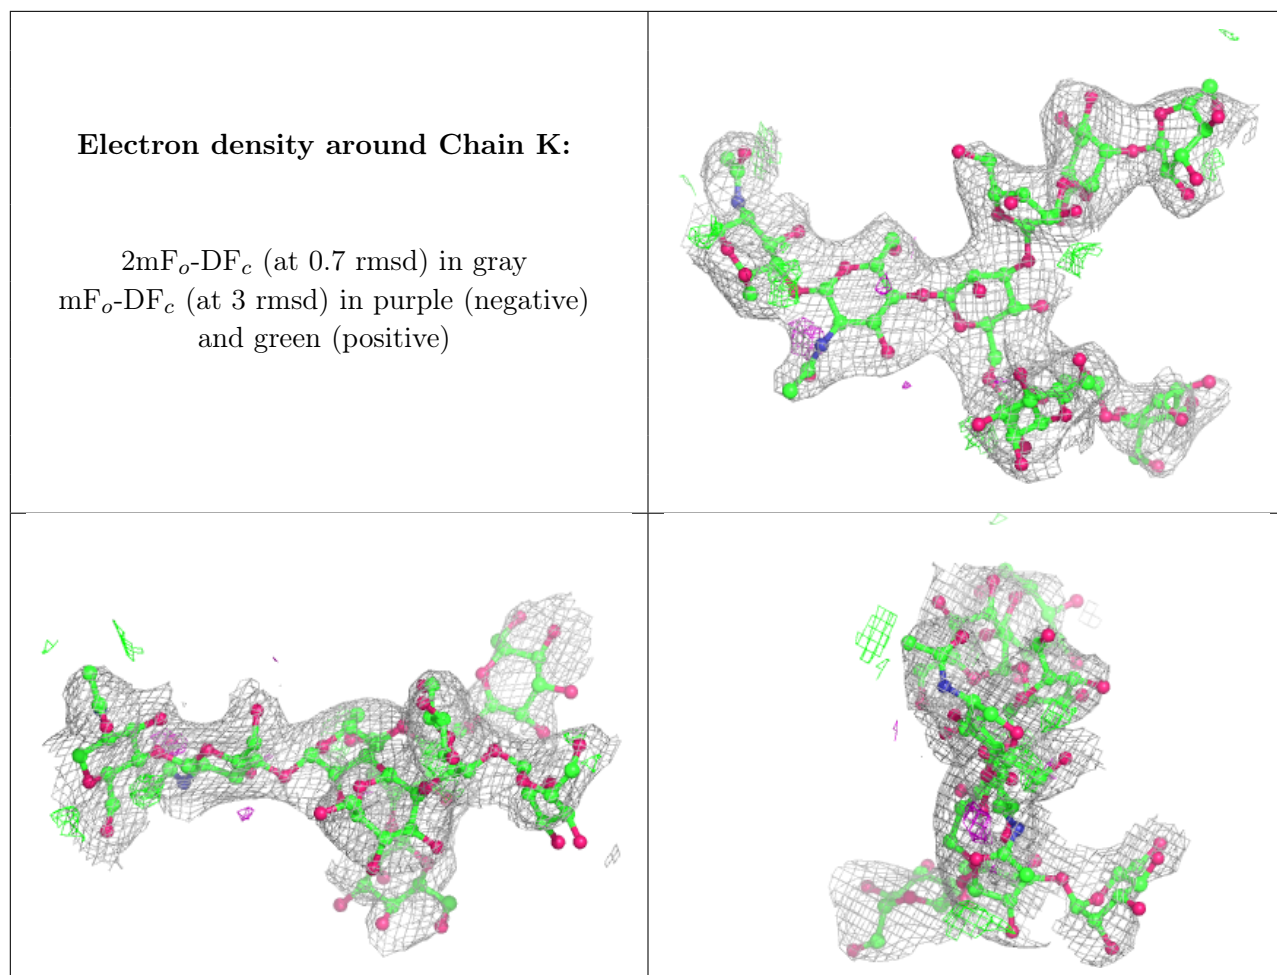 Electron density around Chain K:
2mFo-DFc (at 0.7 rmsd) in gray
mFo-DFc (at 3 rmsd) in purple (negative)
and green (positive)